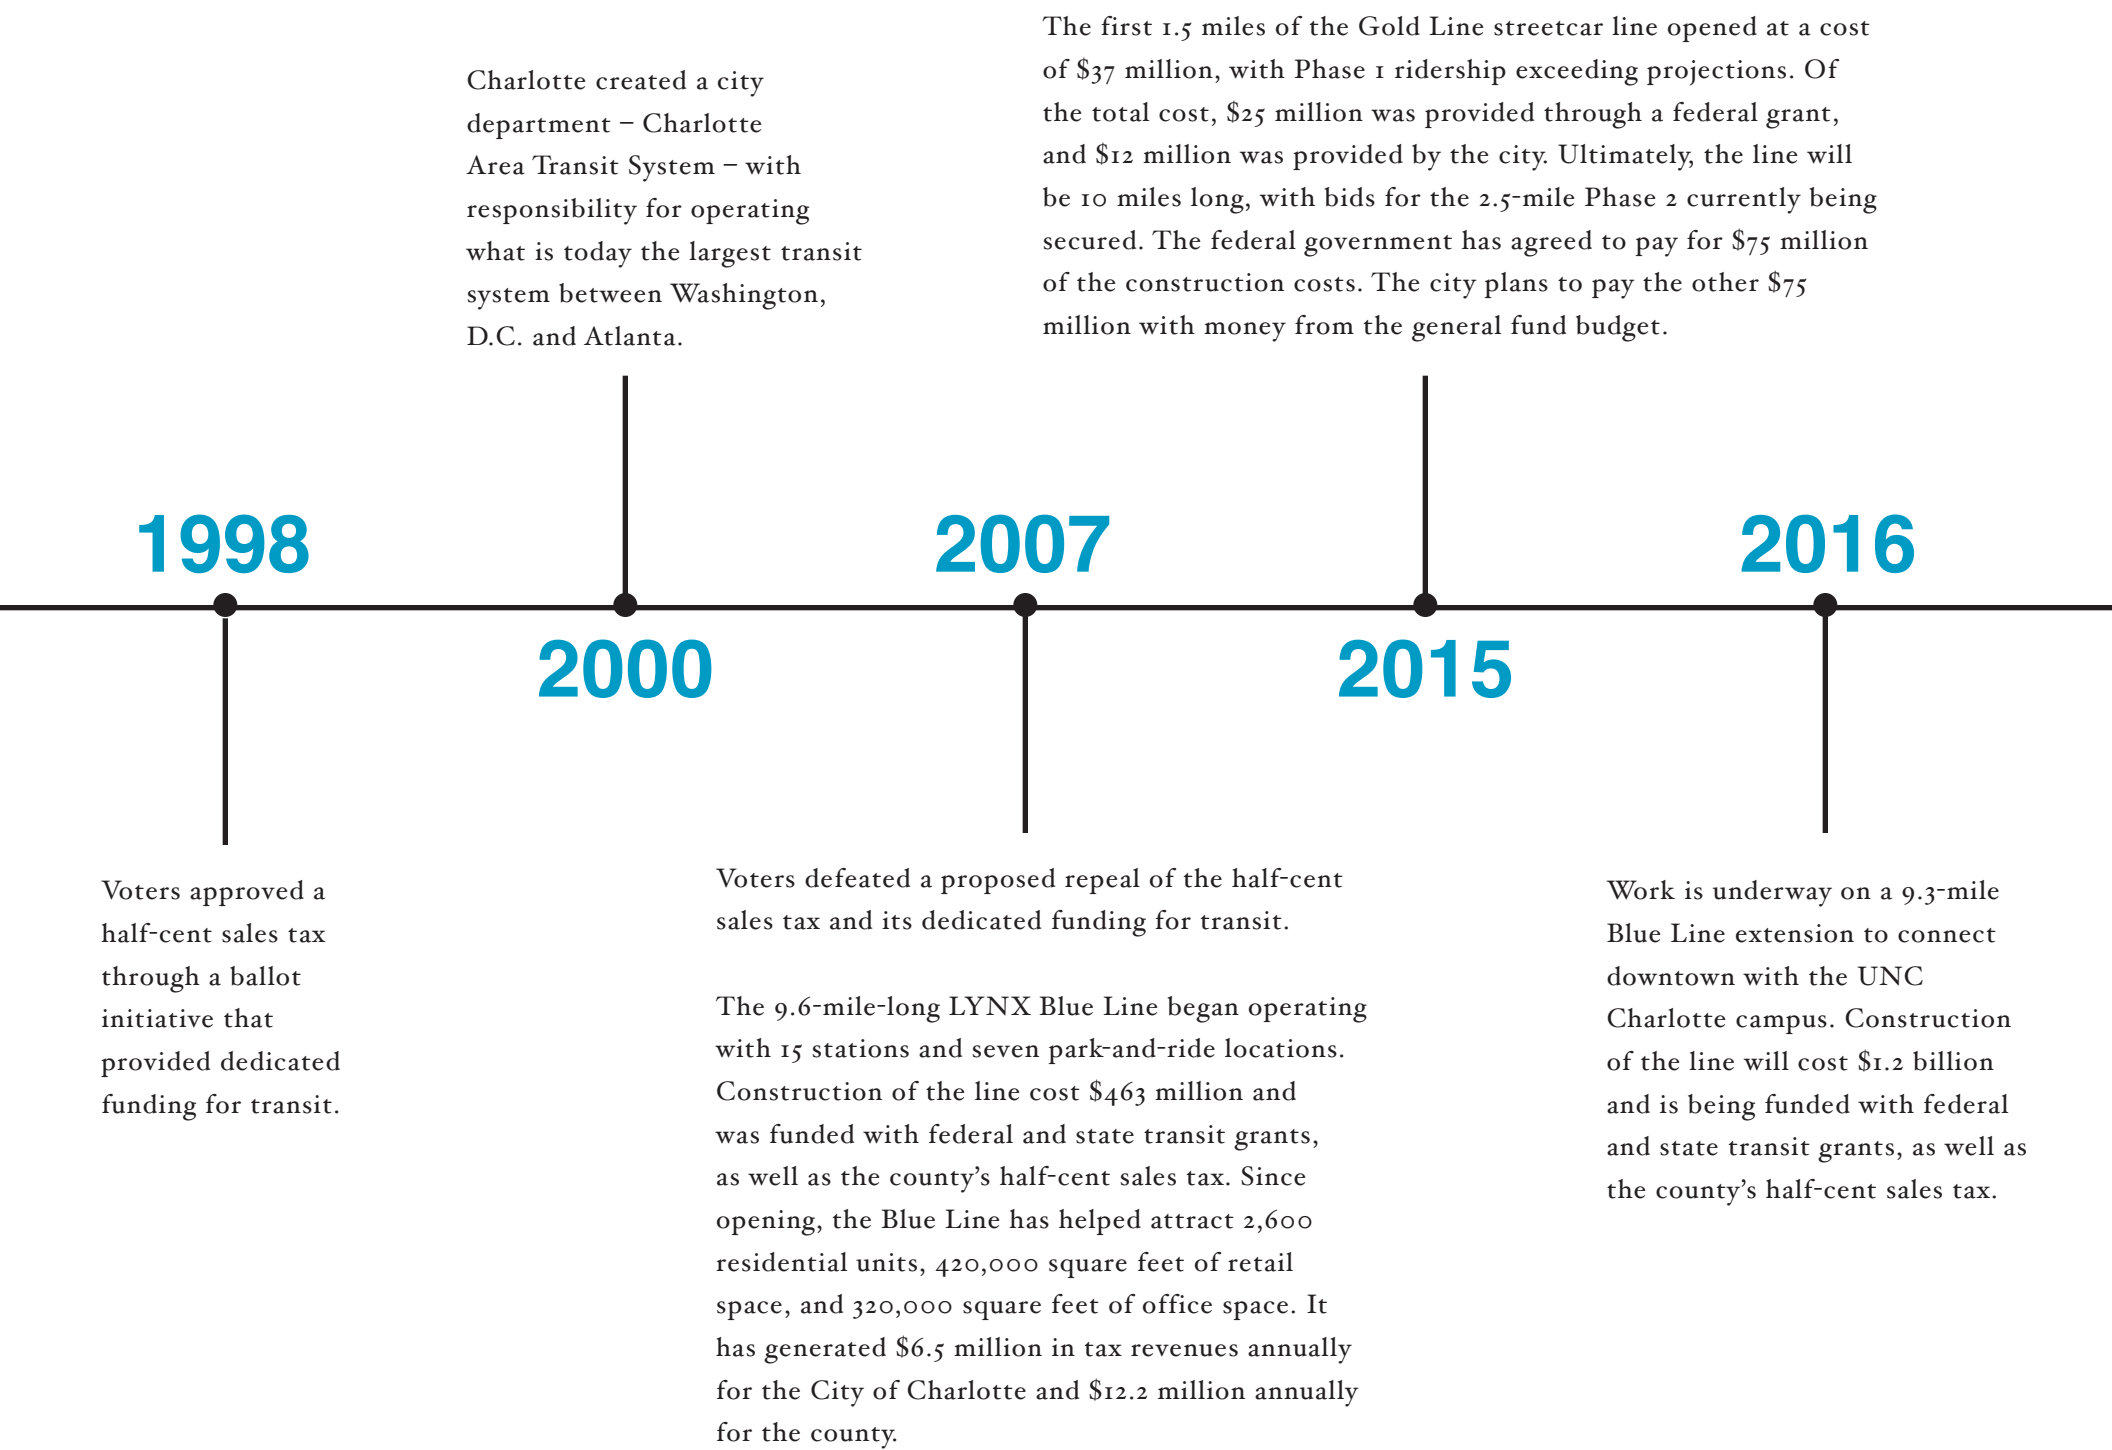 1998
Voters approved a
half-cent sales tax
through a ballot
initiative that
provided dedicated
funding for transit.
Charlotte created a city
department – Charlotte
Area Transit System – with
responsibility for operating
what is today the largest transit
system between Washington,
D.C. and Atlanta.
2000
2007
Voters defeated a proposed repeal of the half-cent
sales tax and its dedicated funding for transit.
The 9.6-mile-long LYNX Blue Line began operating
with 15 stations and seven park-and-ride locations.
Construction of the line cost $463 million and
was funded with federal and state transit grants,
as well as the county’s half-cent sales tax. Since
opening, the Blue Line has helped attract 2,600
residential units, 420,000 square feet of retail
space, and 320,000 square feet of office space. It
has generated $6.5 million in tax revenues annually
for the City of Charlotte and $12.2 million annually
for the county.
The first 1.5 miles of the Gold Line streetcar line opened at a cost
of $37 million, with Phase 1 ridership exceeding projections. Of
the total cost, $25 million was provided through a federal grant,
and $12 million was provided by the city. Ultimately, the line will
be 10 miles long, with bids for the 2.5-mile Phase 2 currently being
secured. The federal government has agreed to pay for $75 million
of the construction costs. The city plans to pay the other $75
million with money from the general fund budget.
2015
2016
Work is underway on a 9.3-mile
Blue Line extension to connect
downtown with the UNC
Charlotte campus. Construction
of the line will cost $1.2 billion
and is being funded with federal
and state transit grants, as well as
the county’s half-cent sales tax.